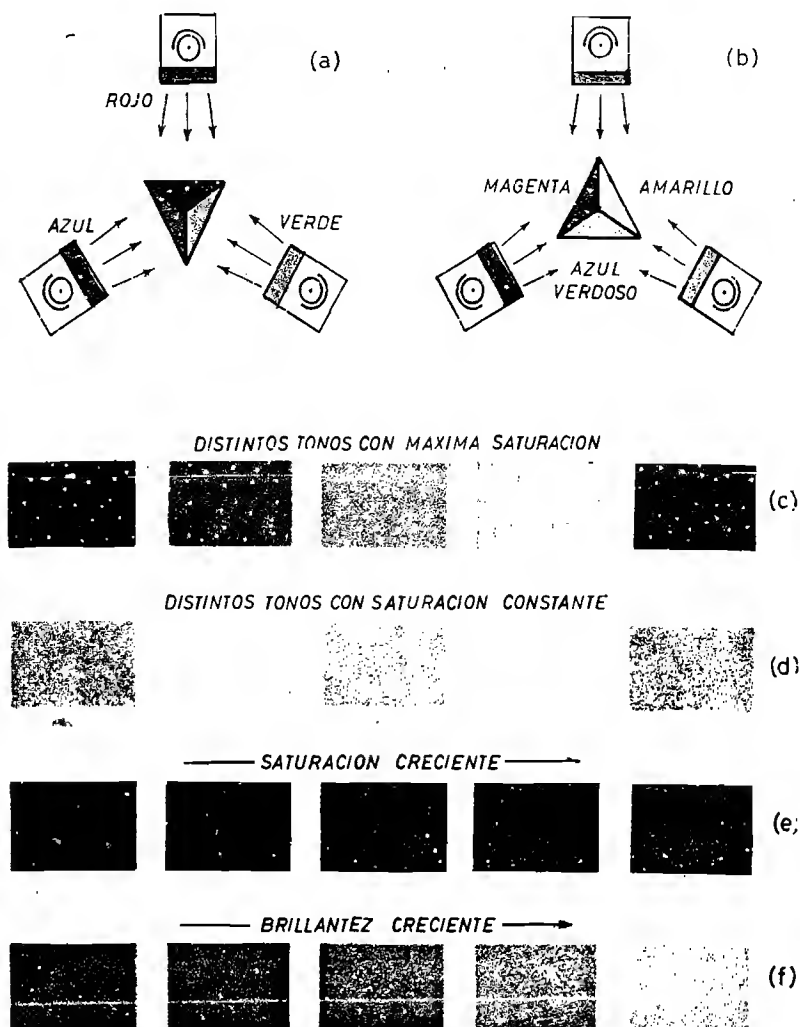 (a)
(b)
ROJO
AZUL
VERDE
MAGENTA
AMARILLO
AZUL
VERDOSO
DISTINTOS TONOS CON MAXIMA SATURACION
(c)
DISTINTOS TONOS CON SATURACION CONSTANTE
(d)
SATURACION CRECIENTE
(e)
BRILLANTEZ CRECIENTE
(f)